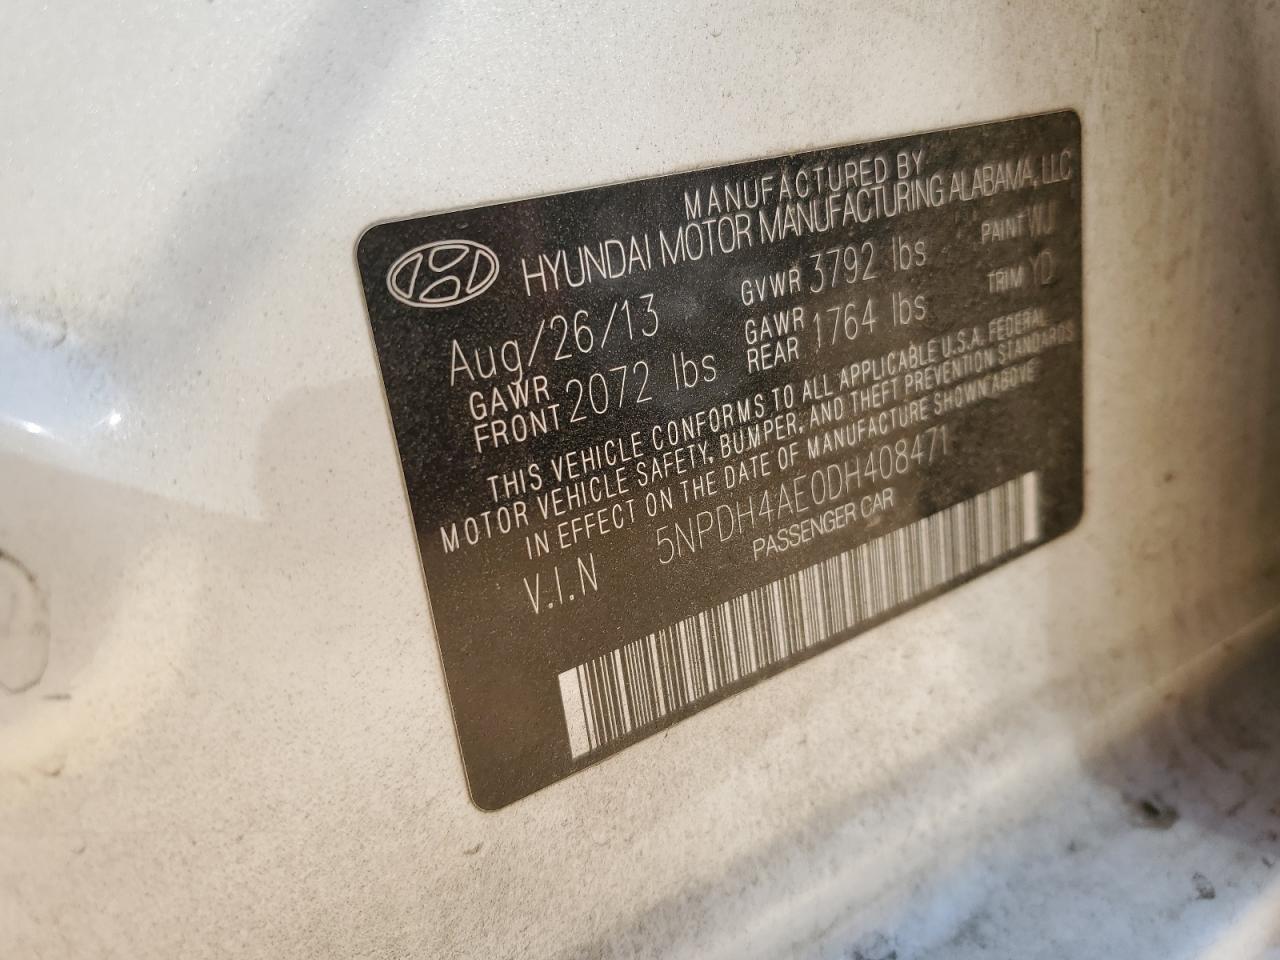 MANUFACTURED BY
HYUNDAI MOTOR MANUFACTURING ALABAMA, LLC
Aug/26/13 GVWR 3792 lbs PAINT WU
GAWR FRONT 2072 lbs GAWR REAR 1764 lbs TRIM YD
THIS VEHICLE CONFORMS TO ALL APPLICABLE U.S.A. FEDERAL
MOTOR VEHICLE SAFETY, BUMPER, AND THEFT PREVENTION STANDARDS
IN EFFECT ON THE DATE OF MANUFACTURE SHOWN ABOVE
V.I.N 5NPDH4AE0DH408471
PASSENGER CAR